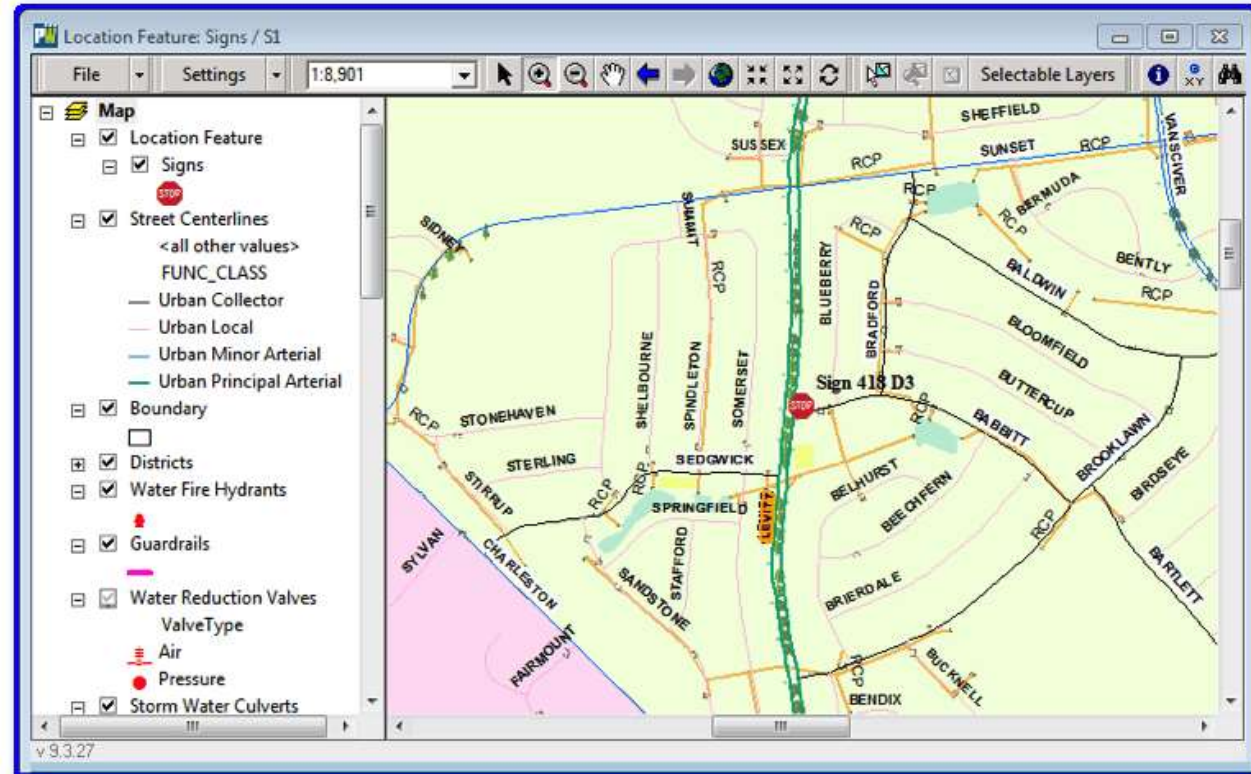 Location Feature: Signs / S1
File
Settings
1:8,901
Selectable Layers
G
XY
Map
Location Feature
Signs
STOP
Street Centerlines
<all other values>
FUNC_CLASS
Urban Collector
Urban Local
Urban Minor Arterial
Urban Principal Arterial
Boundary
Districts
Water Fire Hydrants
Guardrails
Water Reduction Valves
ValveType
Air
Pressure
Storm Water Culverts
SHEFFIELD
SUSSEX
SUNSET
RCP
RCP
VANSCIVER
RCP
BERMUDA
SUMMIT
SIDNEY
RCP
RCP
BENTLY
BALDWIN
RCP
RCP
BLUEBERRY
BRADFORD
BLOOMFIELD
SHELBOURNE
SPINDLETON
SOMERSET
BUTTERCUP
Sign 418 D3
STOP
RCP
STONEHAVEN
RCP
BABBITT
BROOKLAWN
STERLING
SEDGWICK
BELHURST
BIRDSEYE
STIRRUP
RCP
RCP
SPRINGFIELD
LEVITZ
BEECHFERN
RCP
SYLVAN
CHARLESTON
STAFFORD
SANDSTONE
BRIERDALE
BARTLETT
FAIRMOUNT
RCP
BUCKNELL
BENDIX
v 9.3.27